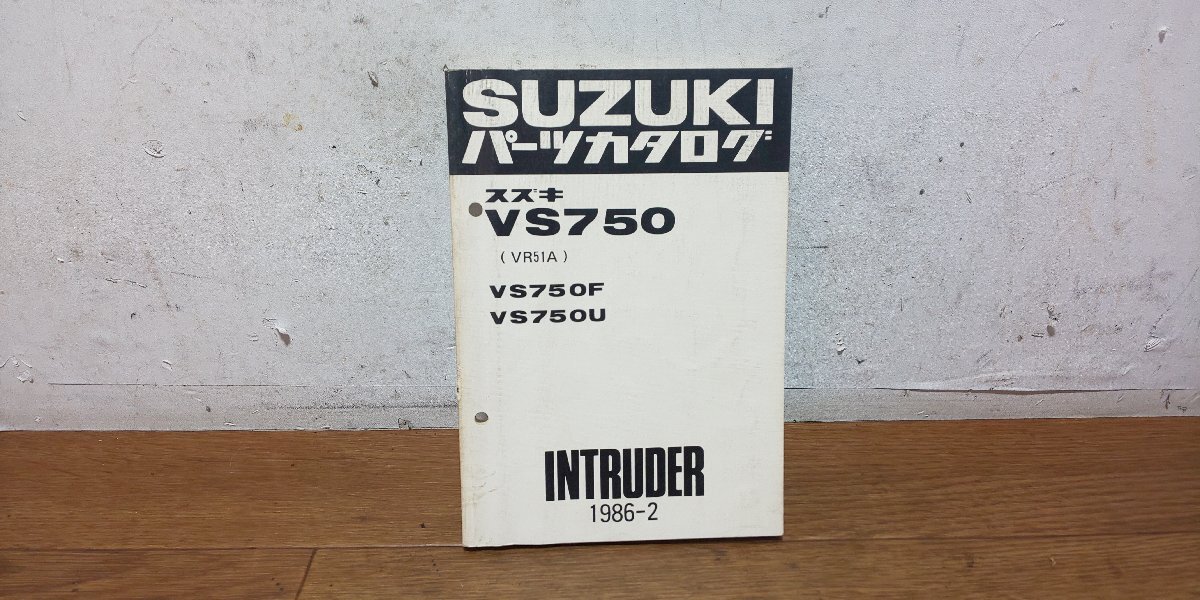 SUZUKI
パーツカタログ
スズキ
VS750
(VR51A)
VS750F
VS750U
INTRUDER
1986-2